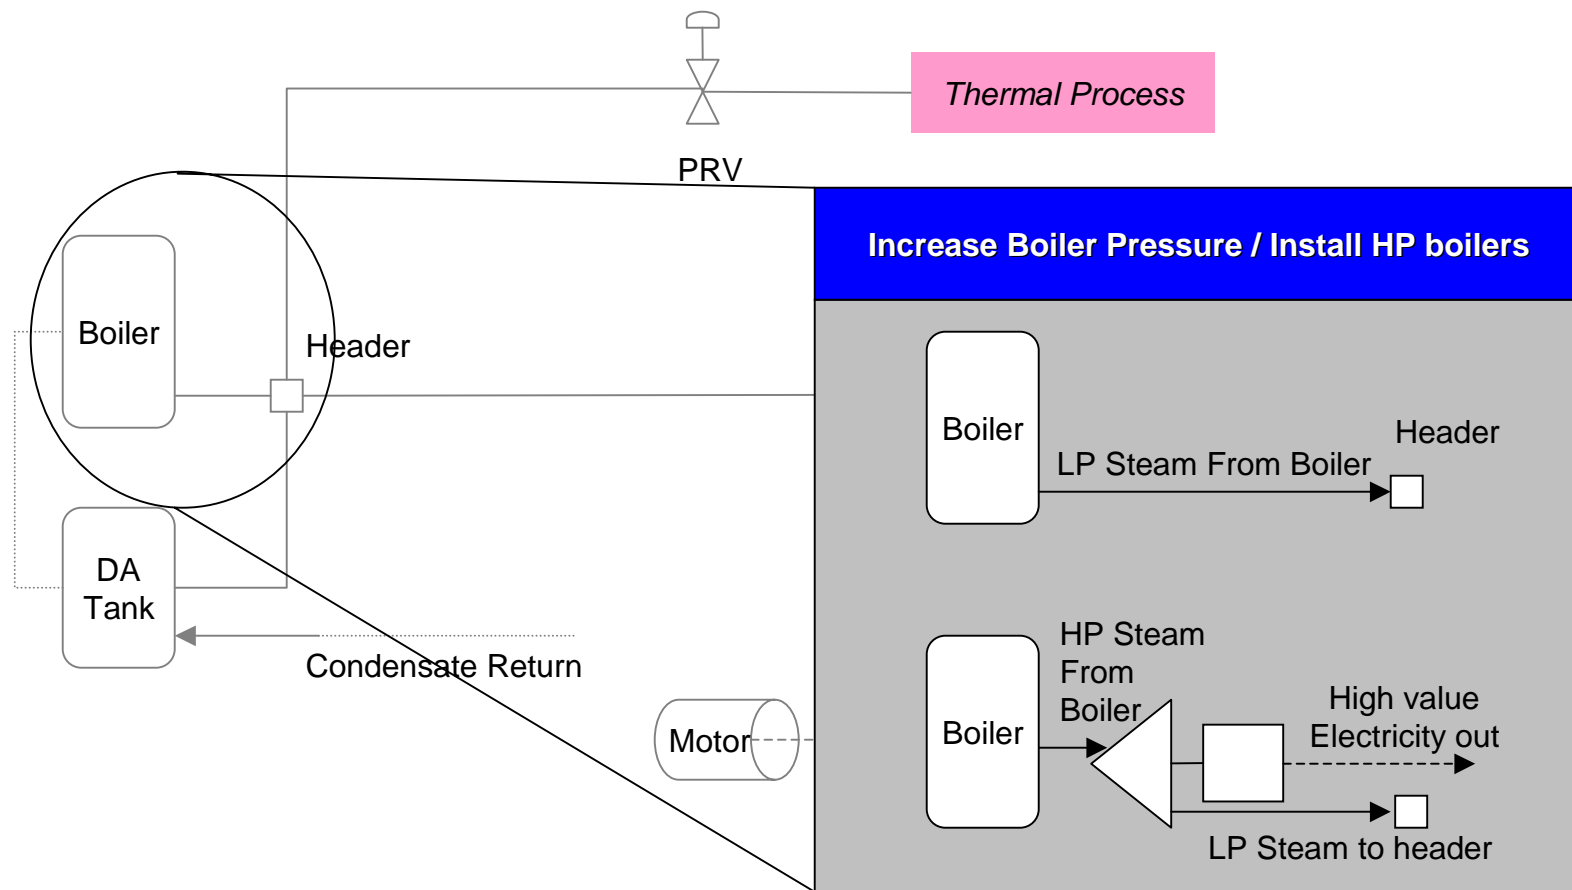 Thermal Process
PRV
Increase Boiler Pressure / Install HP boilers
Boiler
Header
Boiler
Header
LP Steam From Boiler
DA
Tank
Condensate Return
HP Steam
From
Boiler
High value
Electricity out
Motor
Boiler
LP Steam to header